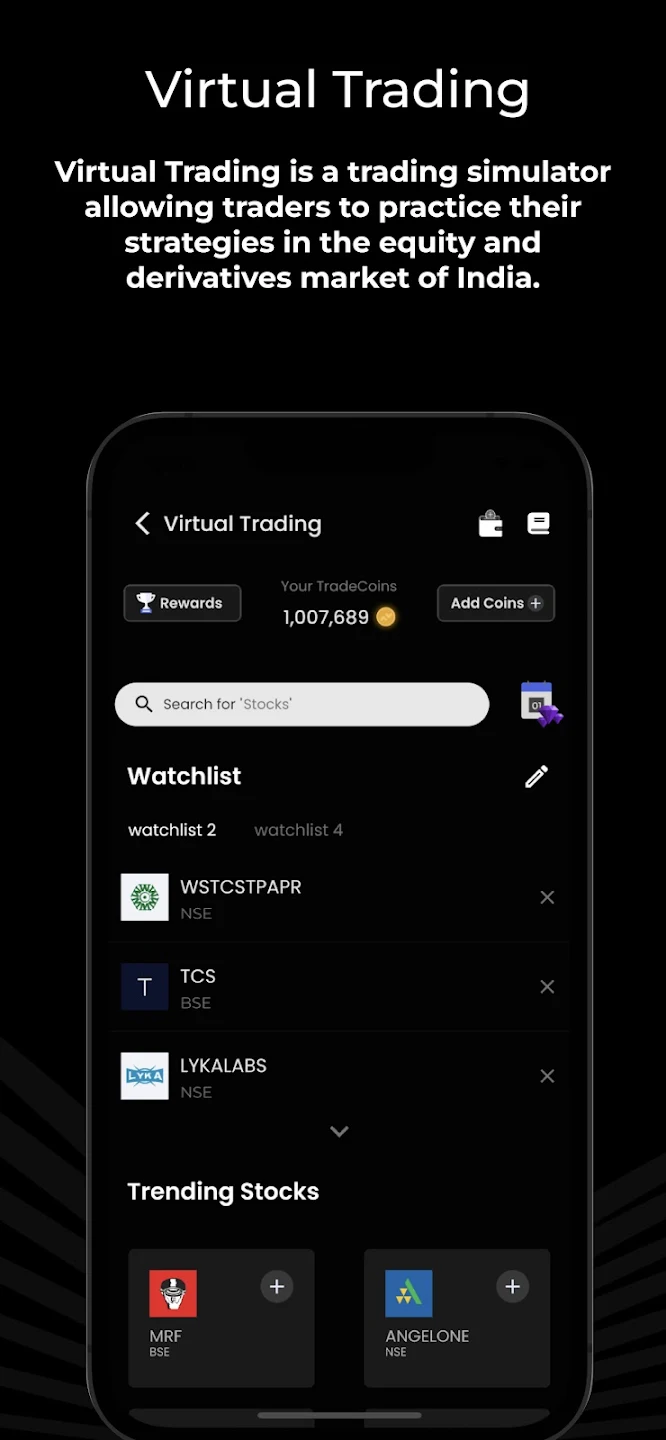 Virtual Trading
Virtual Trading is a trading simulator
allowing traders to practice their
strategies in the equity and
derivatives market of India.
Virtual Trading
Rewards
Your TradeCoins
1,007,689
Add Coins +
Search for 'Stocks'
01
Watchlist
watchlist 2
watchlist 4
WSTCSTPAPR
NSE
T
TCS
BSE
LYKA
LYKALABS
NSE
Trending Stocks
MRF
BSE
ANGELONE
NSE